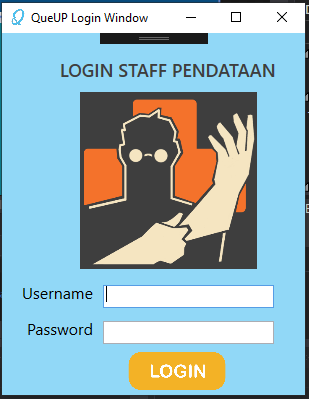 QueUP Login Window
LOGIN STAFF PENDATAAN
Username
Password
LOGIN